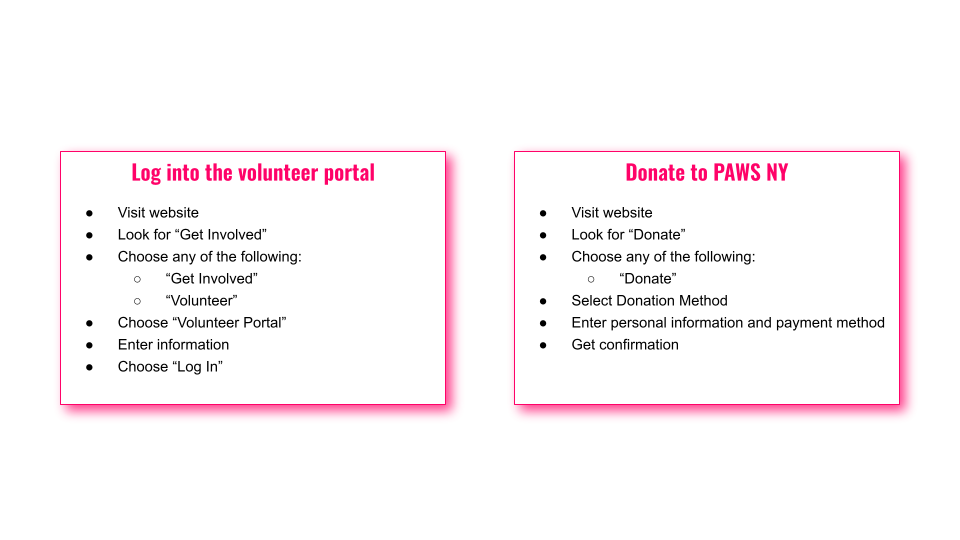 Log into the volunteer portal
● Visit website
● Look for “Get Involved”
● Choose any of the following:
○ “Get Involved”
○ “Volunteer”
● Choose “Volunteer Portal”
● Enter information
● Choose “Log In”
Donate to PAWS NY
● Visit website
● Look for “Donate”
● Choose any of the following:
○ “Donate”
● Select Donation Method
● Enter personal information and payment method
● Get confirmation